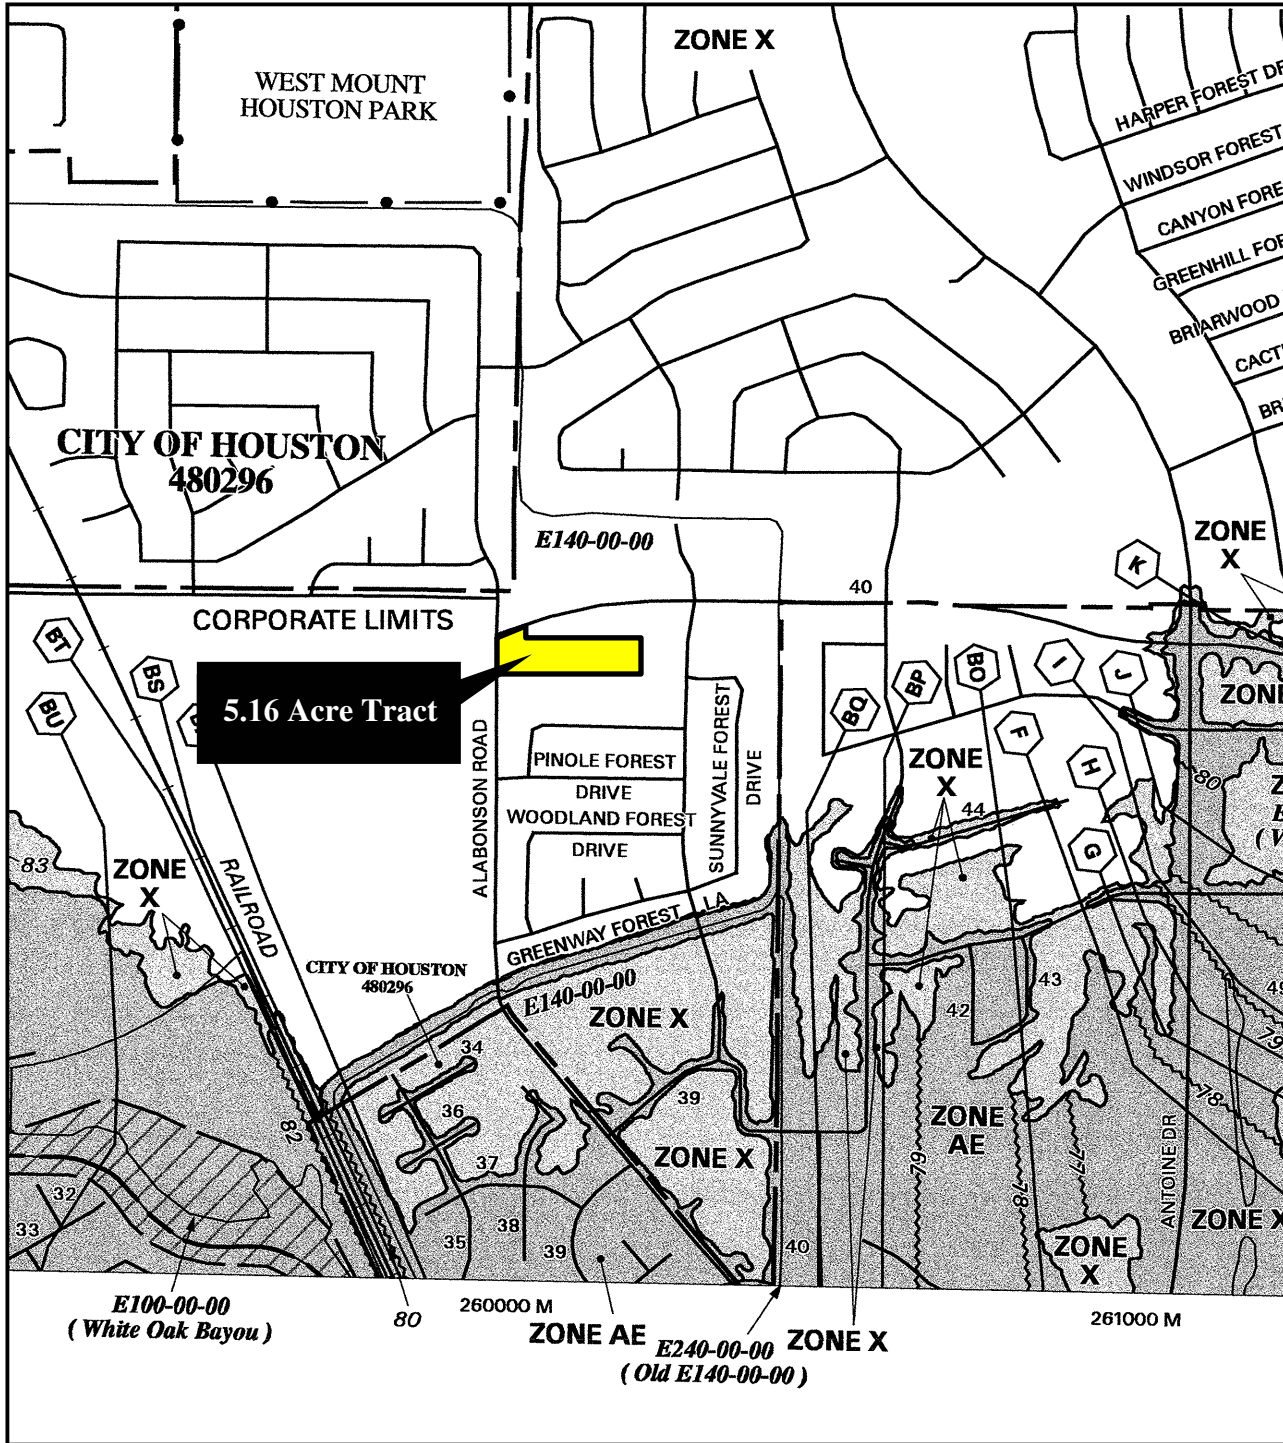 ZONE X
WEST MOUNT
HOUSTON PARK
HARPER FOREST DR
WINDSOR FOREST
CANYON FORE
GREENHILL FOR
BRIARWOOD
CACT
BR
CITY OF HOUSTON
480296
E140-00-00
ZONE
X
K
40
CORPORATE LIMITS
BT
BS
BU
5.16 Acre Tract
BQ
BP
BO
I
J
F
H
G
ZONE
80
ALABONSON ROAD
PINOLE FOREST
DRIVE
WOODLAND FOREST
DRIVE
SUNNYVALE FOREST
DRIVE
ZONE
X
44
83
ZONE
X
RAILROAD
GREENWAY FOREST LA
CITY OF HOUSTON
480296
E140-00-00
ZONE X
42
43
49
79
34
36
37
39
ZONE X
ZONE
AE
78
82
79
78
77
ANTOINE DR
32
33
35
38
39
40
ZONE X
ZONE
X
E100-00-00
( White Oak Bayou )
80
260000 M
ZONE AE
E240-00-00
( Old E140-00-00 )
ZONE X
261000 M